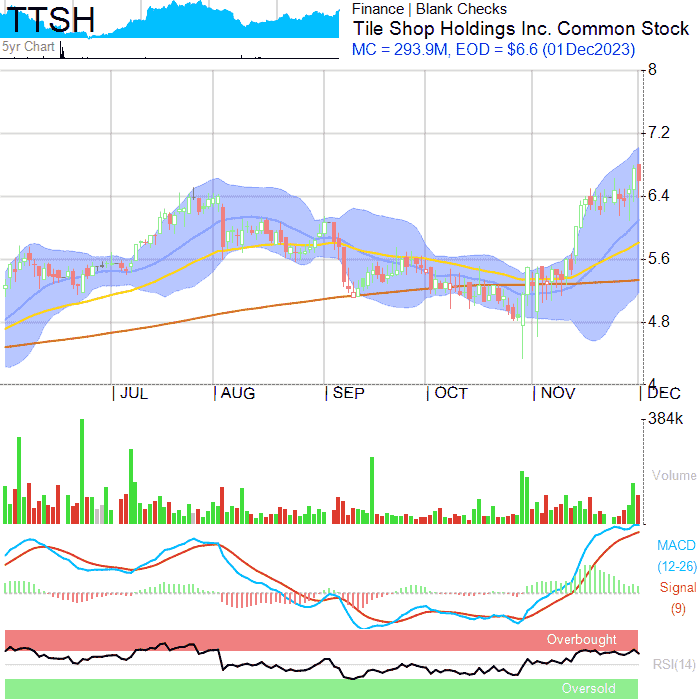 TTSH
5yr Chart
Finance | Blank Checks
Tile Shop Holdings Inc. Common Stock
MC = 293.9M, EOD = $6.6 (01Dec2023)
8
7.2
6.4
5.6
4.8
4
JUL AUG SEP OCT NOV DEC
384k
Volume
MACD
(12-26)
Signal
(9)
Overbought
RSI(14)
Oversold